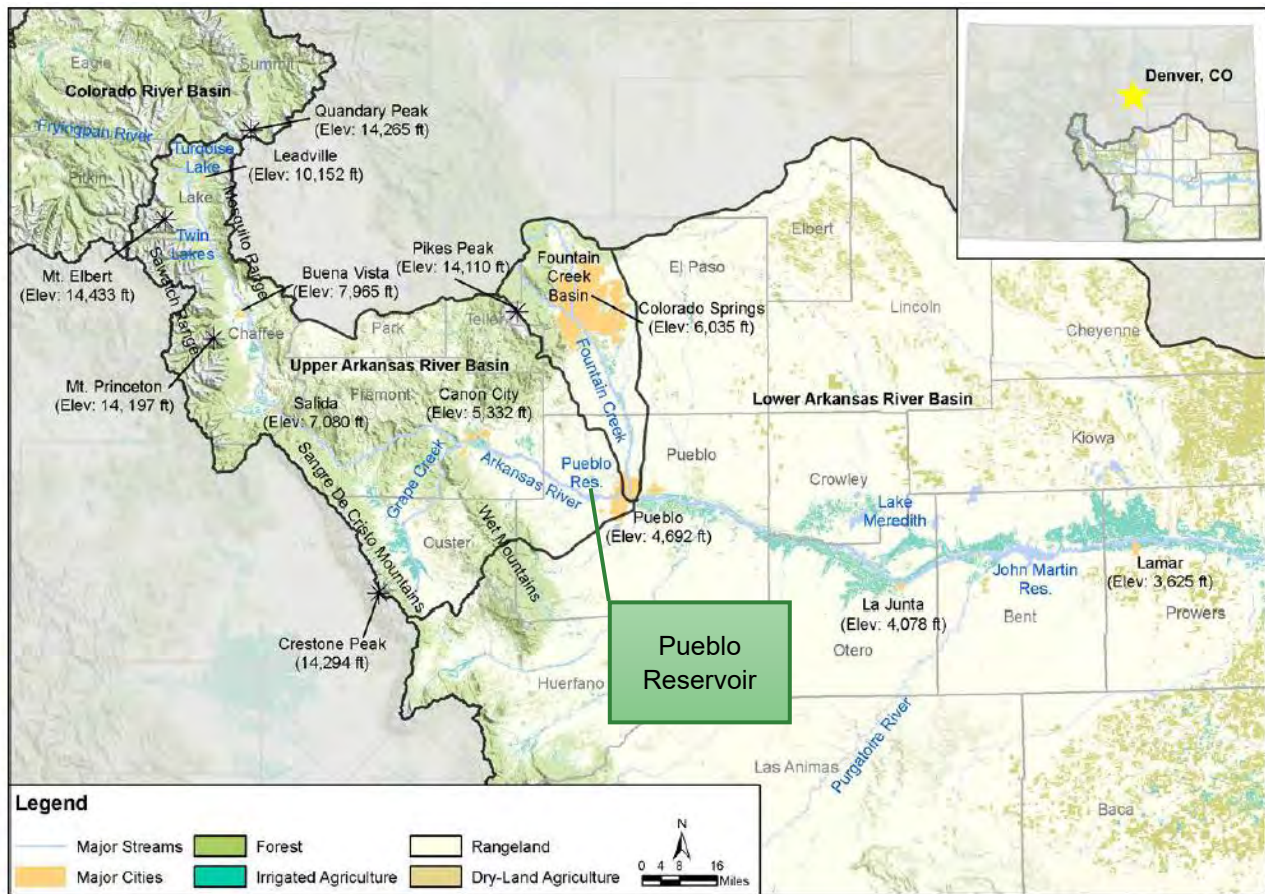 Eagle
Summit
Colorado River Basin
Denver, CO
Quandary Peak
(Elev: 14,265 ft)
Fryingpan River
Turqoise
Lake
Leadville
(Elev: 10,152 ft)
Pitkin
Lake
Mosquito Range
Twin
Lakes
Mt. Elbert
(Elev: 14,433 ft)
Sawatch Range
Buena Vista
(Elev: 7,965 ft)
Pikes Peak
(Elev: 14,110 ft)
Fountain
Creek
Basin
El Paso
Elbert
Lincoln
Colorado Springs
(Elev: 6,035 ft)
Cheyenne
Chaffee
Park
Teller
Mt. Princeton
(Elev: 14, 197 ft)
Upper Arkansas River Basin
Fountain Creek
Lower Arkansas River Basin
Salida
(Elev: 7,080 ft)
Fremont
Canon City
(Elev: 5,332 ft)
Kiowa
Sangre De Cristo Mountains
Grape Creek
Arkansas River
Pueblo
Res.
Pueblo
Crowley
Lake
Meredith
Pueblo
(Elev: 4,692 ft)
Custer
Wet Mountains
John Martin
Res.
Lamar
(Elev: 3,625 ft)
La Junta
(Elev: 4,078 ft)
Bent
Prowers
Crestone Peak
(14,294 ft)
Pueblo
Reservoir
Otero
Huerfano
Purgatoire River
Las Animas
Baca
Legend
Major Streams
Forest
Rangeland
Major Cities
Irrigated Agriculture
Dry-Land Agriculture
N
0 4 8 16
Miles